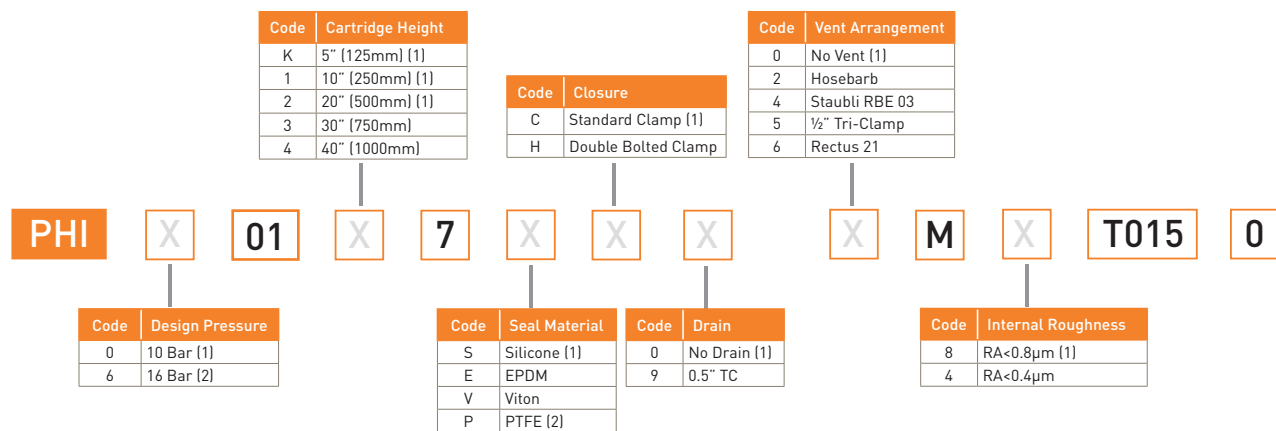 Code Cartridge Height
K 5” (125mm) (1)
1 10” (250mm) (1)
2 20” (500mm) (1)
3 30” (750mm)
4 40” (1000mm)
Code Closure
C Standard Clamp (1)
H Double Bolted Clamp
Code Vent Arrangement
0 No Vent (1)
2 Hosebarb
4 Staubli RBE 03
5 ½” Tri-Clamp
6 Rectus 21
PHI X 01 X 7 X X X X M X T015 0
Code Design Pressure
0 10 Bar (1)
6 16 Bar (2)
Code Seal Material
S Silicone (1)
E EPDM
V Viton
P PTFE (2)
Code Drain
0 No Drain (1)
9 0.5” TC
Code Internal Roughness
8 RA<0.8µm (1)
4 RA<0.4µm